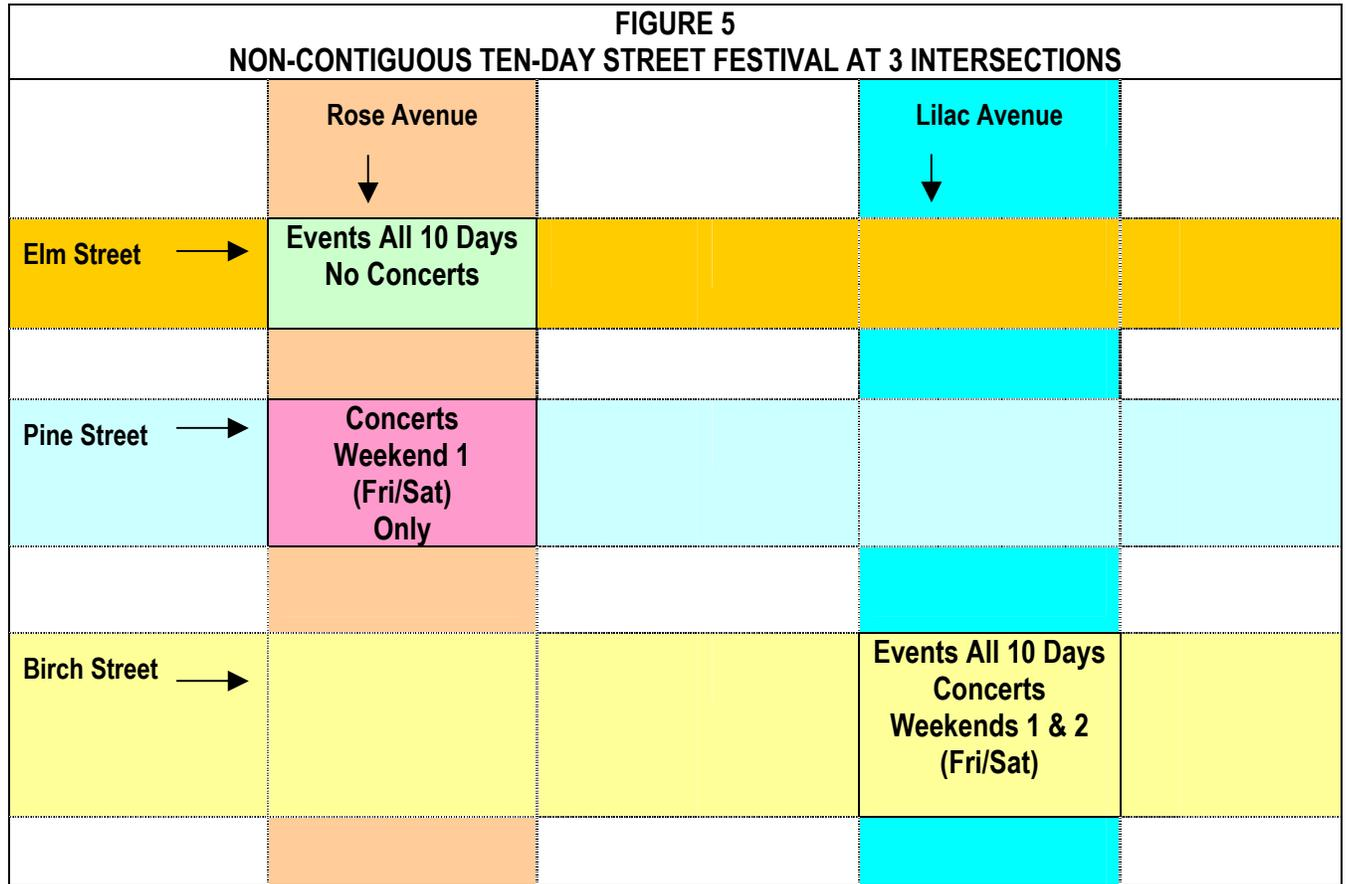 FIGURE 5
NON-CONTIGUOUS TEN-DAY STREET FESTIVAL AT 3 INTERSECTIONS
Rose Avenue
Lilac Avenue
Elm Street
Events All 10 Days
No Concerts
Pine Street
Concerts
Weekend 1
(Fri/Sat)
Only
Birch Street
Events All 10 Days
Concerts
Weekends 1 & 2
(Fri/Sat)